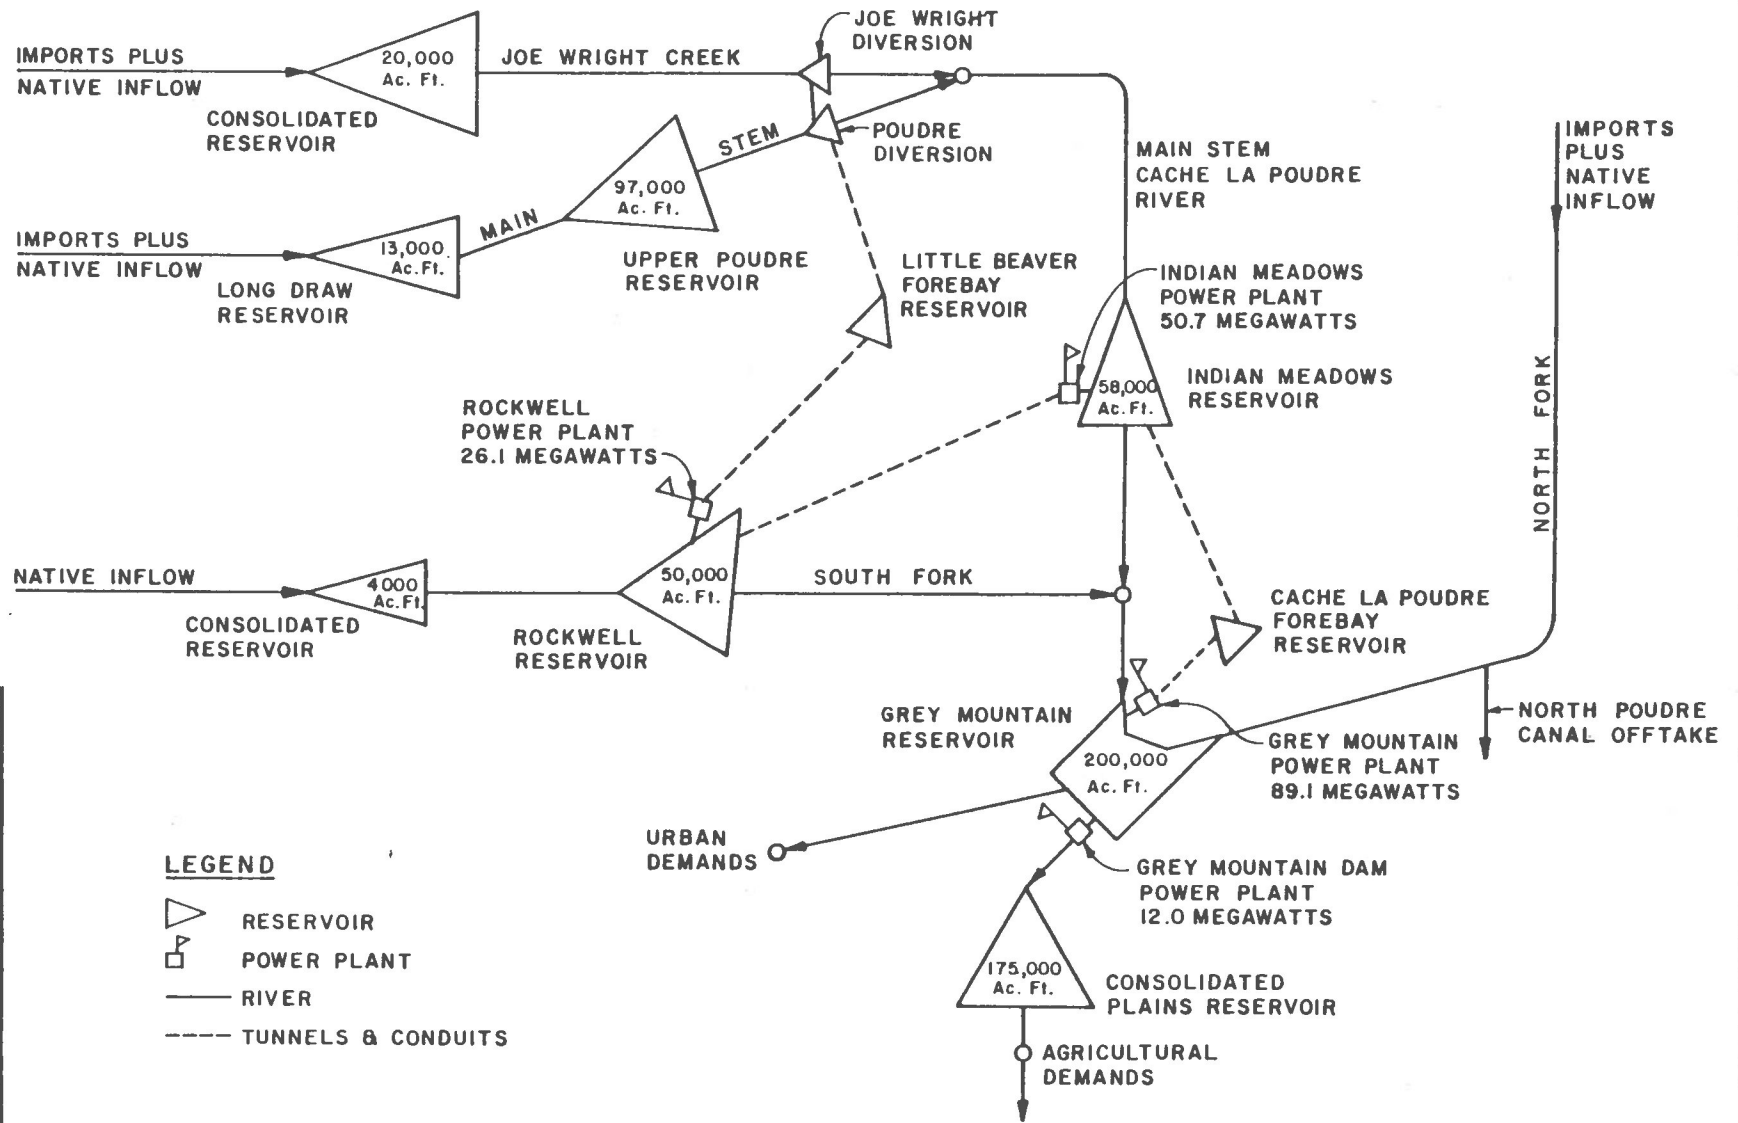 JOE WRIGHT
DIVERSION
IMPORTS PLUS
NATIVE INFLOW
20,000
Ac. Ft.
CONSOLIDATED
RESERVOIR
JOE WRIGHT CREEK
POUDRE
DIVERSION
STEM
MAIN
97,000
Ac. Ft.
UPPER POUDRE
RESERVOIR
IMPORTS PLUS
NATIVE INFLOW
13,000
Ac.Ft.
LONG DRAW
RESERVOIR
MAIN STEM
CACHE LA POUDRE
RIVER
IMPORTS
PLUS
NATIVE
INFLOW
LITTLE BEAVER
FOREBAY
RESERVOIR
INDIAN MEADOWS
POWER PLANT
50.7 MEGAWATTS
58,000
Ac.Ft.
INDIAN MEADOWS
RESERVOIR
NORTH FORK
ROCKWELL
POWER PLANT
26.1 MEGAWATTS
NATIVE INFLOW
4000
Ac.Ft.
CONSOLIDATED
RESERVOIR
50,000
Ac. Ft.
ROCKWELL
RESERVOIR
SOUTH FORK
CACHE LA POUDRE
FOREBAY
RESERVOIR
GREY MOUNTAIN
RESERVOIR
200,000
Ac. Ft.
GREY MOUNTAIN
POWER PLANT
89.1 MEGAWATTS
NORTH POUDRE
CANAL OFFTAKE
URBAN
DEMANDS
GREY MOUNTAIN DAM
POWER PLANT
12.0 MEGAWATTS
175,000
Ac. Ft.
CONSOLIDATED
PLAINS RESERVOIR
AGRICULTURAL
DEMANDS
LEGEND
RESERVOIR
POWER PLANT
RIVER
TUNNELS & CONDUITS